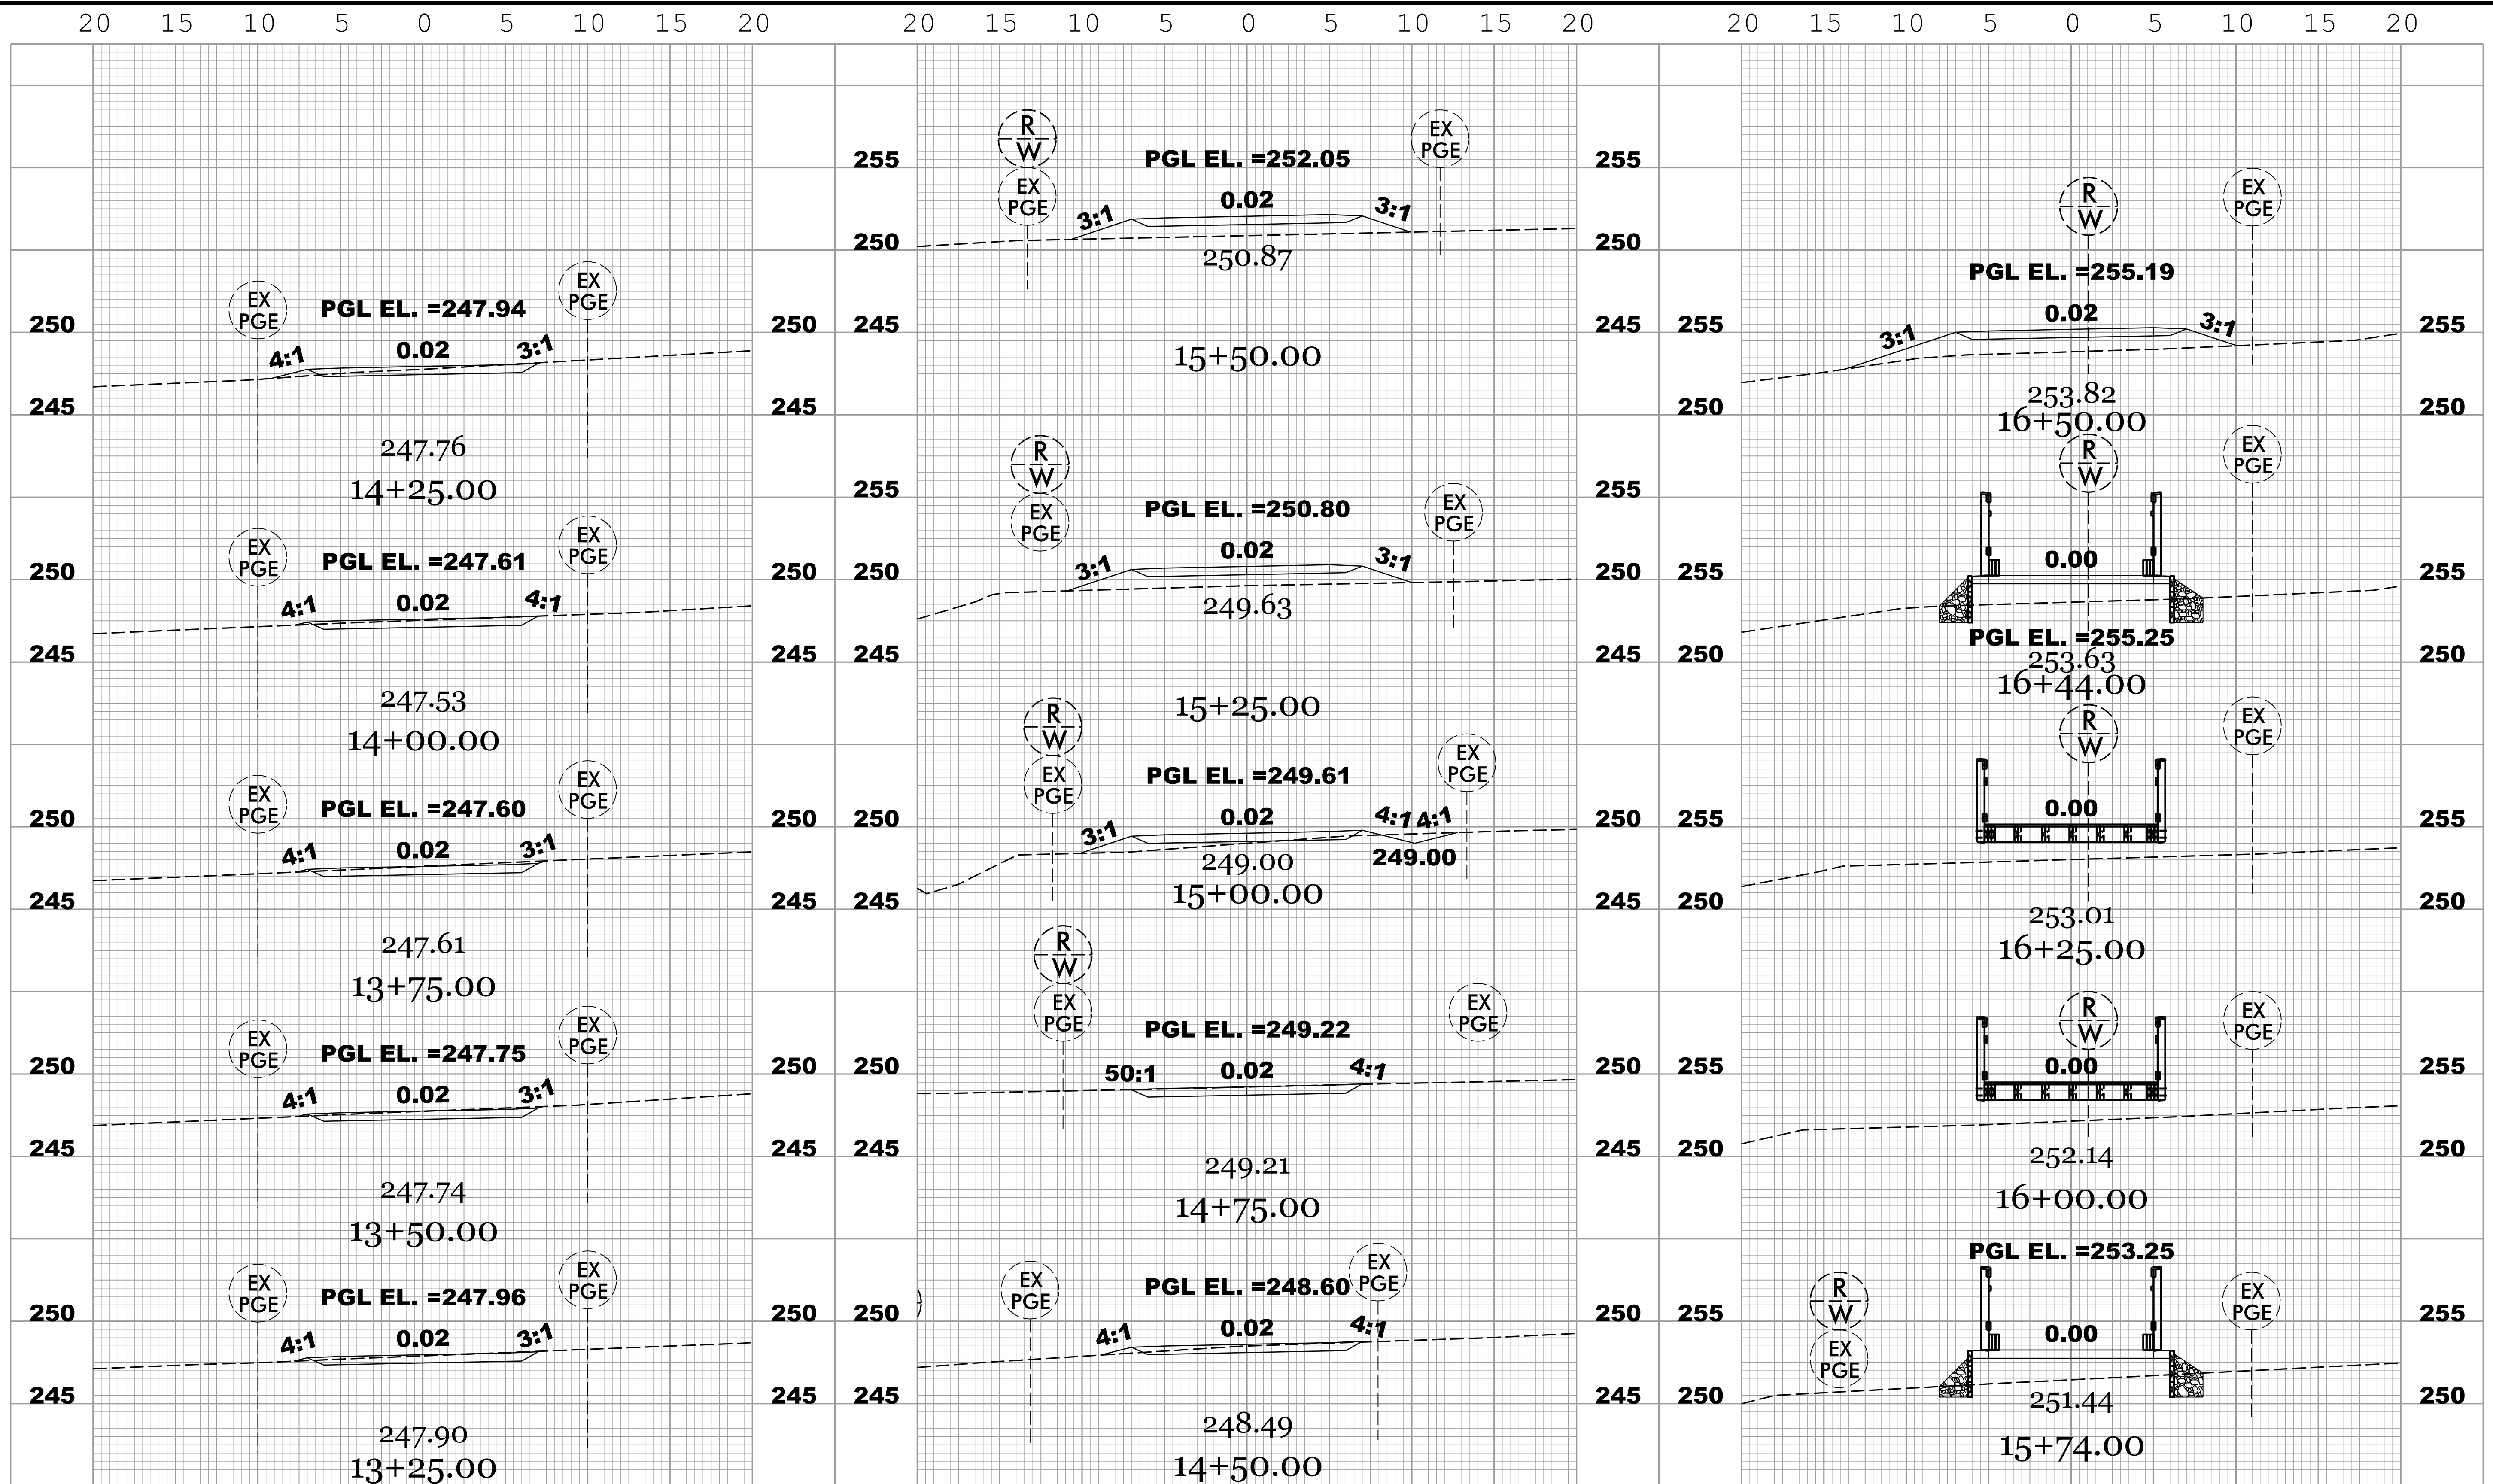 20 15 10 5 0 5 10 15 20
20 15 10 5 0 5 10 15 20
20 15 10 5 0 5 10 15 20
EX PGE
EX PGE
PGL EL. =247.94
250 250
4:1 0.02 3:1
245 245
247.76
14+25.00
EX PGE
EX PGE
PGL EL. =247.61
250 250
4:1 0.02 4:1
245 245
247.53
14+00.00
EX PGE
EX PGE
PGL EL. =247.60
250 250
4:1 0.02 3:1
245 245
247.61
13+75.00
EX PGE
EX PGE
PGL EL. =247.75
250 250
4:1 0.02 3:1
245 245
247.74
13+50.00
EX PGE
EX PGE
PGL EL. =247.96
250 250
4:1 0.02 3:1
245 245
247.90
13+25.00
R W
EX PGE
EX PGE
255 255
PGL EL. =252.05
3:1 0.02 3:1
250 250
250.87
245 245
15+50.00
R W
EX PGE
EX PGE
255 255
PGL EL. =250.80
3:1 0.02 3:1
250 250
249.63
245 245
15+25.00
R W
EX PGE
EX PGE
PGL EL. =249.61
250 250
3:1 0.02 4:1 4:1
249.00
249.00
245 245
15+00.00
R W
EX PGE
EX PGE
PGL EL. =249.22
250 250
50:1 0.02 4:1
245 245
249.21
14+75.00
EX PGE
EX PGE
PGL EL. =248.60
250 250
4:1 0.02 4:1
245 245
248.49
14+50.00
R W
EX PGE
PGL EL. =255.19
255 255
3:1 0.02 3:1
253.82
250 250
16+50.00
R W
EX PGE
0.00
255 255
PGL EL. =255.25
253.63
250 250
16+44.00
R W
EX PGE
0.00
255 255
253.01
250 250
16+25.00
R W
EX PGE
0.00
255 255
252.14
250 250
16+00.00
PGL EL. =253.25
R W
EX PGE
EX PGE
255 255
0.00
251.44
250 250
15+74.00